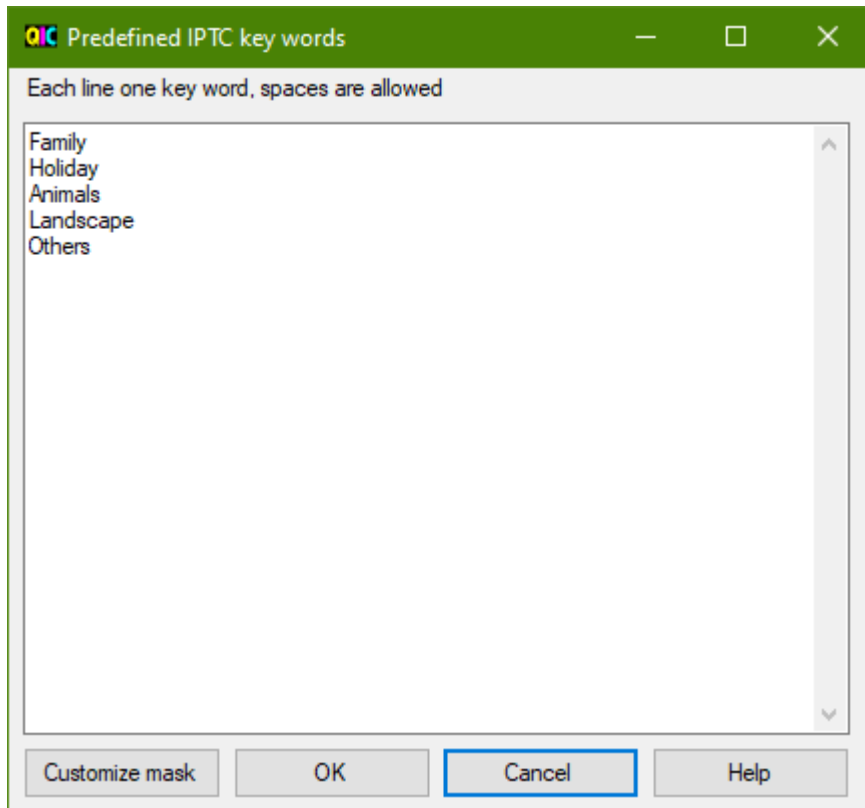 QIC Predefined IPTC key words
Each line one key word, spaces are allowed
Family
Holiday
Animals
Landscape
Others
Customize mask OK Cancel Help